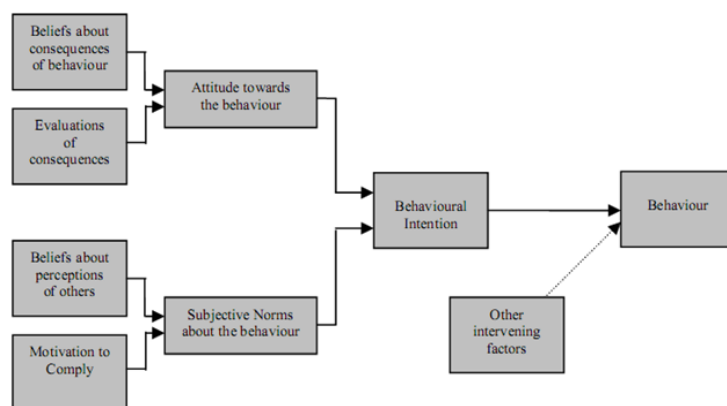 Beliefs about
consequences
of behaviour
Evaluations
of
consequences
Attitude towards
the behaviour
Beliefs about
perceptions
of others
Motivation to
Comply
Subjective Norms
about the behaviour
Behavioural
Intention
Behaviour
Other
intervening
factors